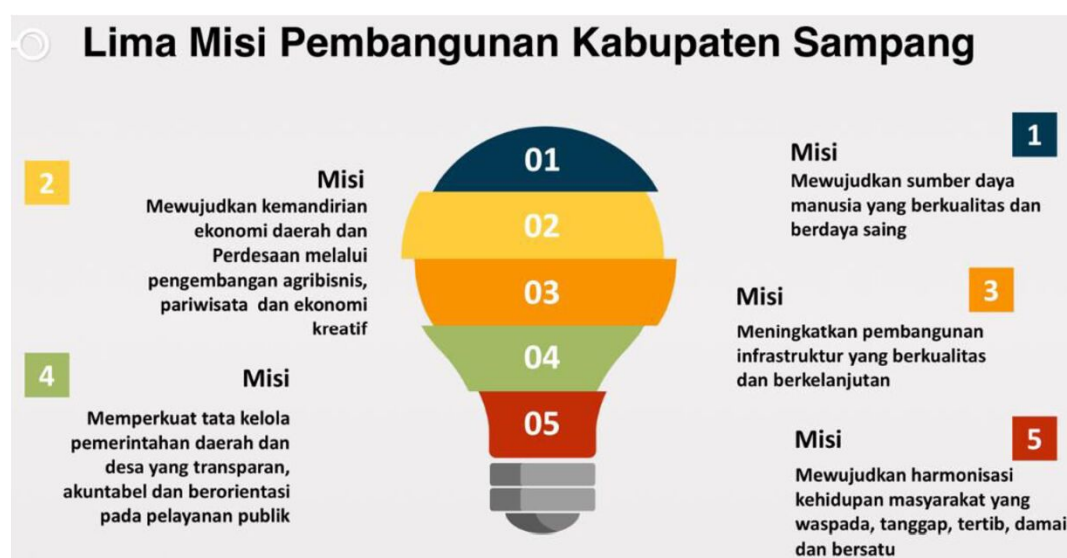 Lima Misi Pembangunan Kabupaten Sampang
1
Misi
Mewujudkan sumber daya
manusia yang berkualitas dan
berdaya saing
2
Misi
Mewujudkan kemandirian
ekonomi daerah dan
Perdesaan melalui
pengembangan agribisnis,
pariwisata dan ekonomi
kreatif
3
Misi
Meningkatkan pembangunan
infrastruktur yang berkualitas
dan berkelanjutan
4
Misi
Memperkuat tata kelola
pemerintahan daerah dan
desa yang transparan,
akuntabel dan berorientasi
pada pelayanan publik
5
Misi
Mewujudkan harmonisasi
kehidupan masyarakat yang
waspada, tanggap, tertib, damai
dan bersatu
01
02
03
04
05